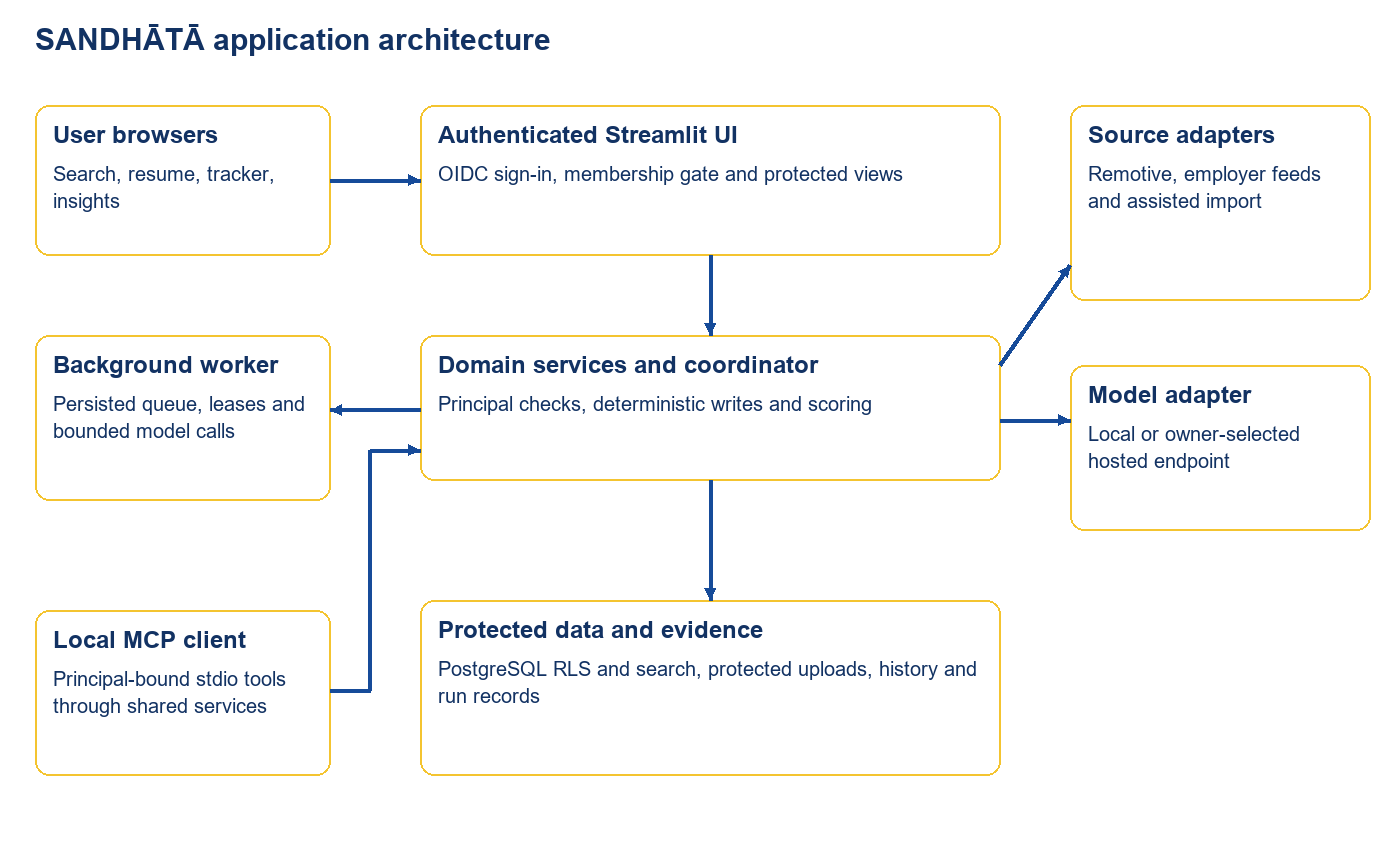 SANDHĀTĀ application architecture
User browsers
Search, resume, tracker,
insights
Authenticated Streamlit UI
OIDC sign-in, membership gate and protected views
Source adapters
Remotive, employer feeds
and assisted import
Background worker
Persisted queue, leases and
bounded model calls
Domain services and coordinator
Principal checks, deterministic writes and scoring
Model adapter
Local or owner-selected
hosted endpoint
Local MCP client
Principal-bound stdio tools
through shared services
Protected data and evidence
PostgreSQL RLS and search, protected uploads, history and
run records